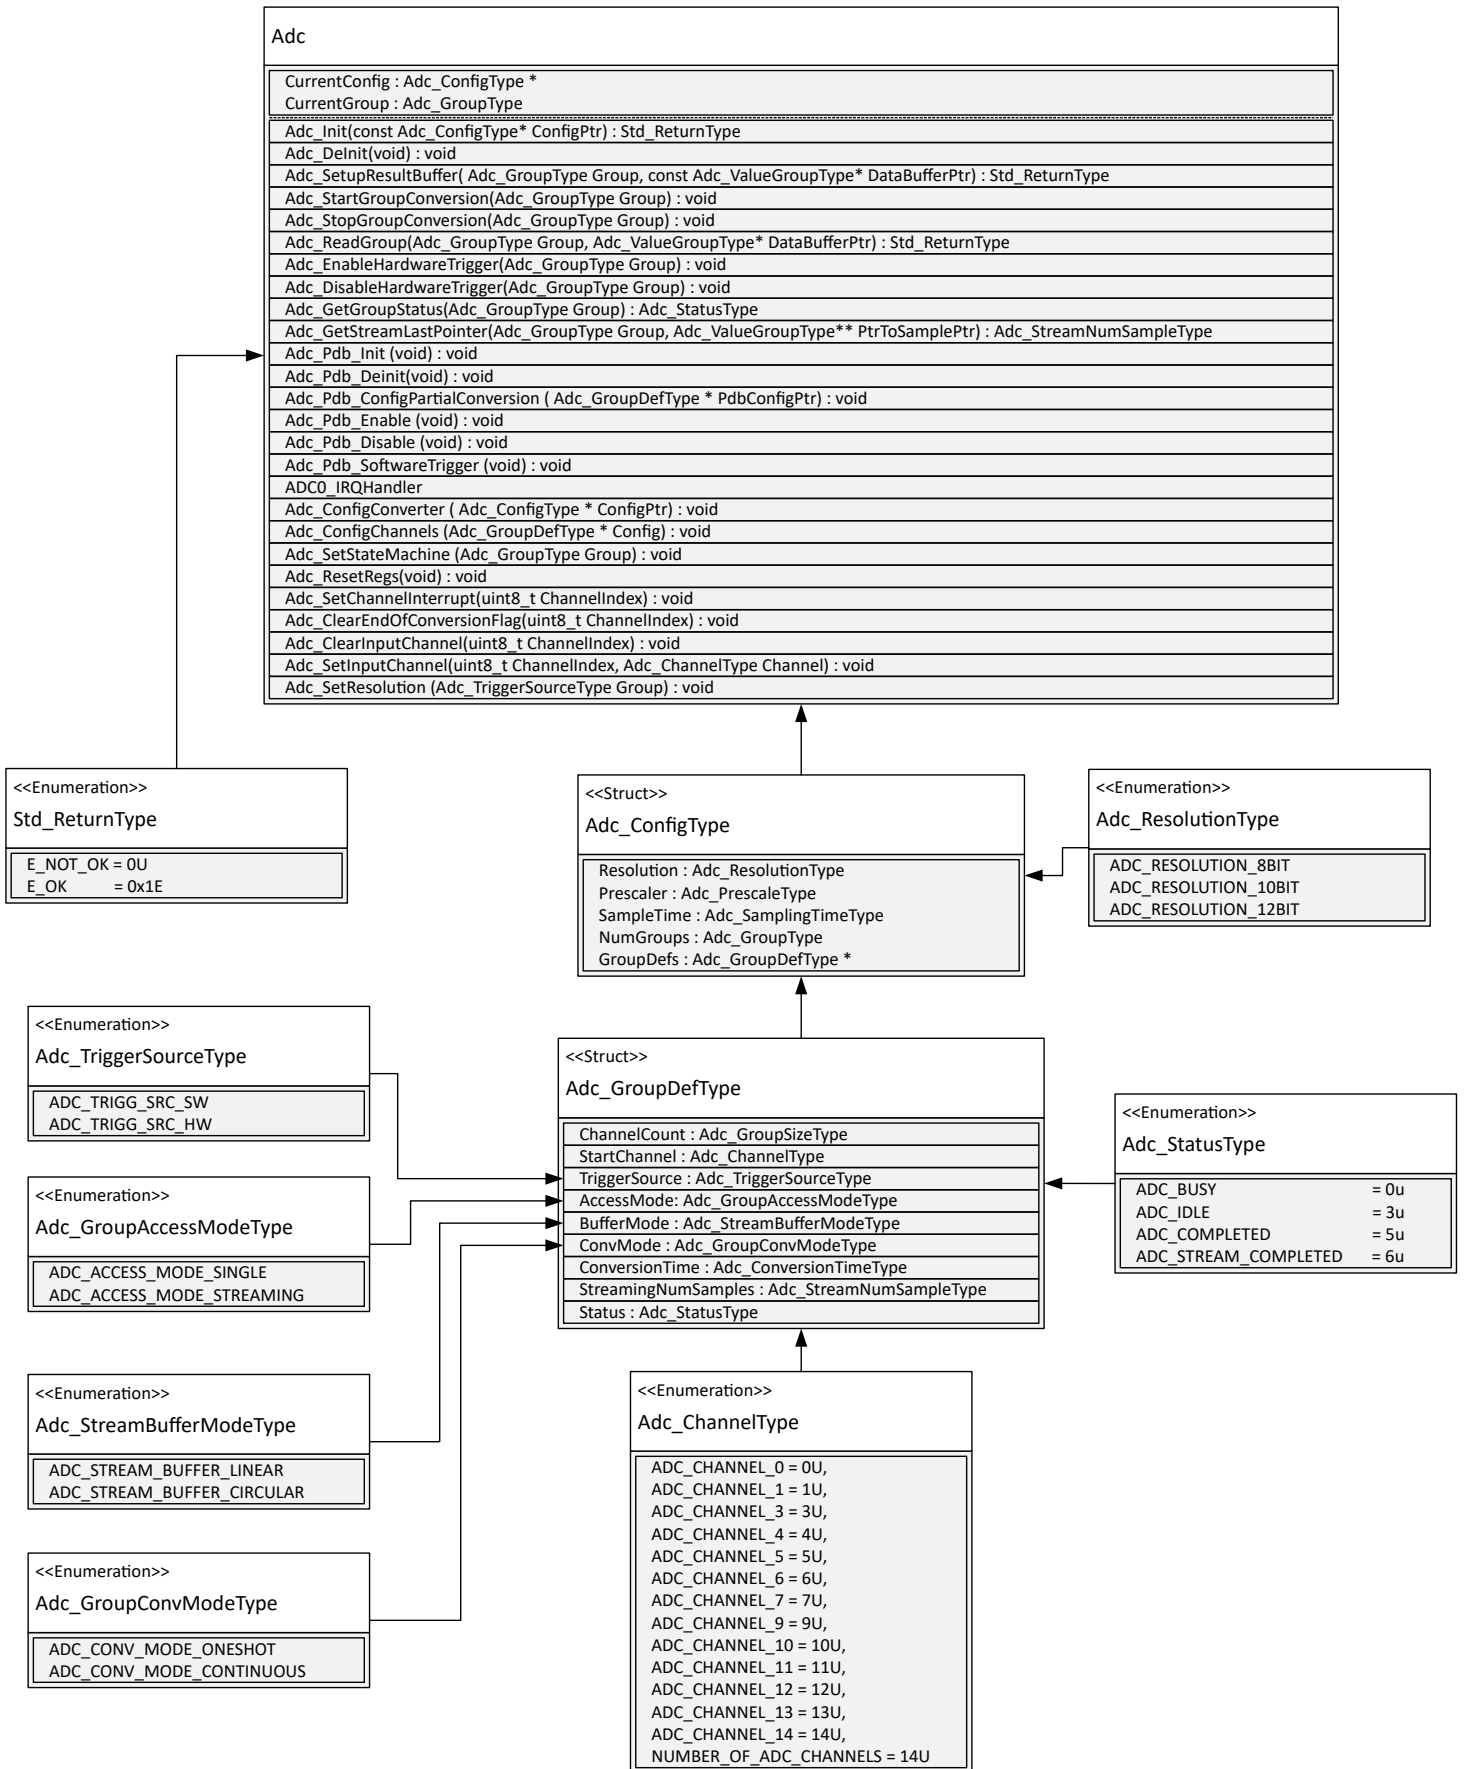 Adc
CurrentConfig : Adc_ConfigType *
CurrentGroup : Adc_GroupType
Adc_Init(const Adc_ConfigType* ConfigPtr) : Std_ReturnType
Adc_DeInit(void) : void
Adc_SetupResultBuffer( Adc_GroupType Group, const Adc_ValueGroupType* DataBufferPtr) : Std_ReturnType
Adc_StartGroupConversion(Adc_GroupType Group) : void
Adc_StopGroupConversion(Adc_GroupType Group) : void
Adc_ReadGroup(Adc_GroupType Group, Adc_ValueGroupType* DataBufferPtr) : Std_ReturnType
Adc_EnableHardwareTrigger(Adc_GroupType Group) : void
Adc_DisableHardwareTrigger(Adc_GroupType Group) : void
Adc_GetGroupStatus(Adc_GroupType Group) : Adc_StatusType
Adc_GetStreamLastPointer(Adc_GroupType Group, Adc_ValueGroupType** PtrToSamplePtr) : Adc_StreamNumSampleType
Adc_Pdb_Init (void) : void
Adc_Pdb_Deinit(void) : void
Adc_Pdb_ConfigPartialConversion ( Adc_GroupDefType * PdbConfigPtr) : void
Adc_Pdb_Enable (void) : void
Adc_Pdb_Disable (void) : void
Adc_Pdb_SoftwareTrigger (void) : void
ADC0_IRQHandler
Adc_ConfigConverter ( Adc_ConfigType * ConfigPtr) : void
Adc_ConfigChannels (Adc_GroupDefType * Config) : void
Adc_SetStateMachine (Adc_GroupType Group) : void
Adc_ResetRegs(void) : void
Adc_SetChannelInterrupt(uint8_t ChannelIndex) : void
Adc_ClearEndOfConversionFlag(uint8_t ChannelIndex) : void
Adc_ClearInputChannel(uint8_t ChannelIndex) : void
Adc_SetInputChannel(uint8_t ChannelIndex, Adc_ChannelType Channel) : void
Adc_SetResolution (Adc_TriggerSourceType Group) : void
<<Enumeration>>
Std_ReturnType
E_NOT_OK = 0U
E_OK = 0x1E
<<Struct>>
Adc_ConfigType
Resolution : Adc_ResolutionType
Prescaler : Adc_PrescaleType
SampleTime : Adc_SamplingTimeType
NumGroups : Adc_GroupType
GroupDefs : Adc_GroupDefType *
<<Enumeration>>
Adc_ResolutionType
ADC_RESOLUTION_8BIT
ADC_RESOLUTION_10BIT
ADC_RESOLUTION_12BIT
<<Enumeration>>
Adc_TriggerSourceType
ADC_TRIGG_SRC_SW
ADC_TRIGG_SRC_HW
<<Enumeration>>
Adc_GroupAccessModeType
ADC_ACCESS_MODE_SINGLE
ADC_ACCESS_MODE_STREAMING
<<Enumeration>>
Adc_StreamBufferModeType
ADC_STREAM_BUFFER_LINEAR
ADC_STREAM_BUFFER_CIRCULAR
<<Enumeration>>
Adc_GroupConvModeType
ADC_CONV_MODE_ONESHOT
ADC_CONV_MODE_CONTINUOUS
<<Struct>>
Adc_GroupDefType
ChannelCount : Adc_GroupSizeType
StartChannel : Adc_ChannelType
TriggerSource : Adc_TriggerSourceType
AccessMode: Adc_GroupAccessModeType
BufferMode : Adc_StreamBufferModeType
ConvMode : Adc_GroupConvModeType
ConversionTime : Adc_ConversionTimeType
StreamingNumSamples : Adc_StreamNumSampleType
Status : Adc_StatusType
<<Enumeration>>
Adc_StatusType
ADC_BUSY = 0u
ADC_IDLE = 3u
ADC_COMPLETED = 5u
ADC_STREAM_COMPLETED = 6u
<<Enumeration>>
Adc_ChannelType
ADC_CHANNEL_0 = 0U,
ADC_CHANNEL_1 = 1U,
ADC_CHANNEL_3 = 3U,
ADC_CHANNEL_4 = 4U,
ADC_CHANNEL_5 = 5U,
ADC_CHANNEL_6 = 6U,
ADC_CHANNEL_7 = 7U,
ADC_CHANNEL_9 = 9U,
ADC_CHANNEL_10 = 10U,
ADC_CHANNEL_11 = 11U,
ADC_CHANNEL_12 = 12U,
ADC_CHANNEL_13 = 13U,
ADC_CHANNEL_14 = 14U,
NUMBER_OF_ADC_CHANNELS = 14U